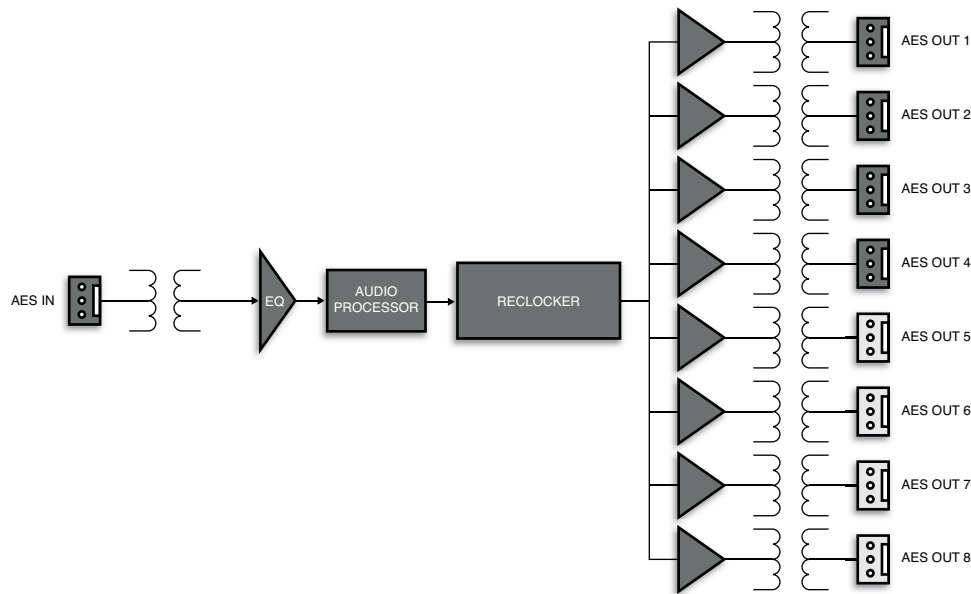 AES IN
EQ
AUDIO
PROCESSOR
RECLOCKER
AES OUT 1
AES OUT 2
AES OUT 3
AES OUT 4
AES OUT 5
AES OUT 6
AES OUT 7
AES OUT 8